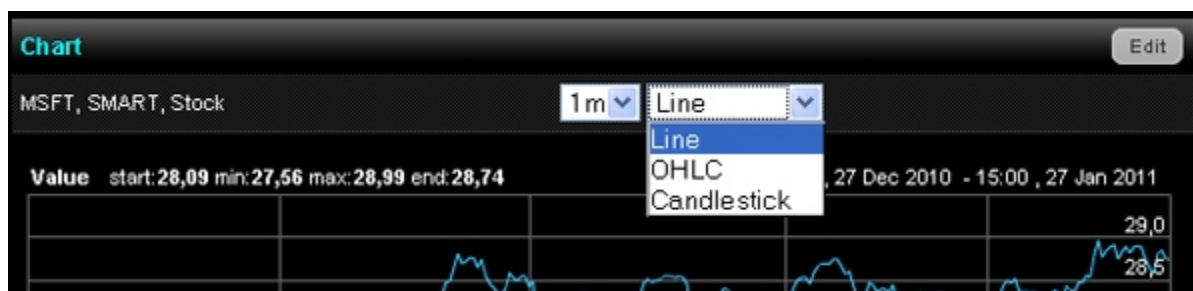 Chart Edit
MSFT, SMART, Stock 1m Line
Line
OHLC
Candlestick
Value start:28,09 min:27,56 max:28,99 end:28,74 , 27 Dec 2010 - 15:00 , 27 Jan 2011
29,0
28,5